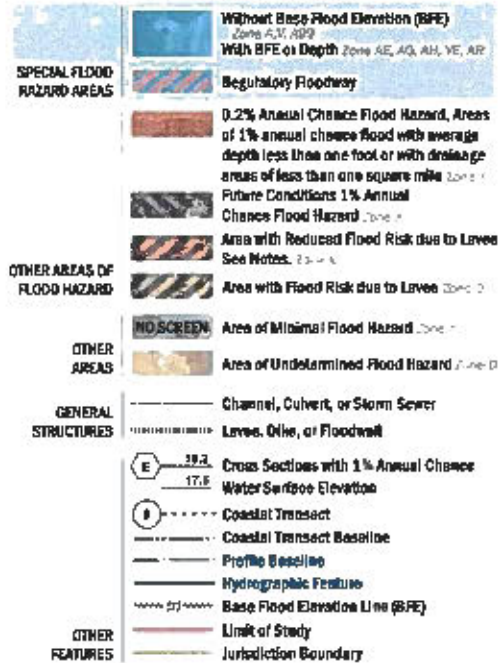 Without Base Flood Elevation (BFE)
Zone A, V, A99
With BFE or Depth Zone AE, AO, AH, VE, AR
SPECIAL FLOOD
HAZARD AREAS
Regulatory Floodway
0.2% Annual Chance Flood Hazard, Areas
of 1% annual chance flood with average
depth less than one foot or with drainage
areas of less than one square mile Zone
Future Conditions 1% Annual
Chance Flood Hazard Zone
Area with Reduced Flood Risk due to Levee
See Notes. Zone
OTHER AREAS OF
FLOOD HAZARD
Area with Flood Risk due to Levee Zone D
NO SCREEN Area of Minimal Flood Hazard Zone
OTHER
AREAS
Area of Undetermined Flood Hazard Zone D
GENERAL
STRUCTURES
Channel, Culvert, or Storm Sewer
Levee, Dike, or Floodwall
E
Cross Sections with 1% Annual Chance
17.5 Water Surface Elevation
Coastal Transect
Coastal Transect Baseline
Profile Baseline
Hydrographic Feature
Base Flood Elevation Line (BFE)
OTHER
FEATURES
Limit of Study
Jurisdiction Boundary